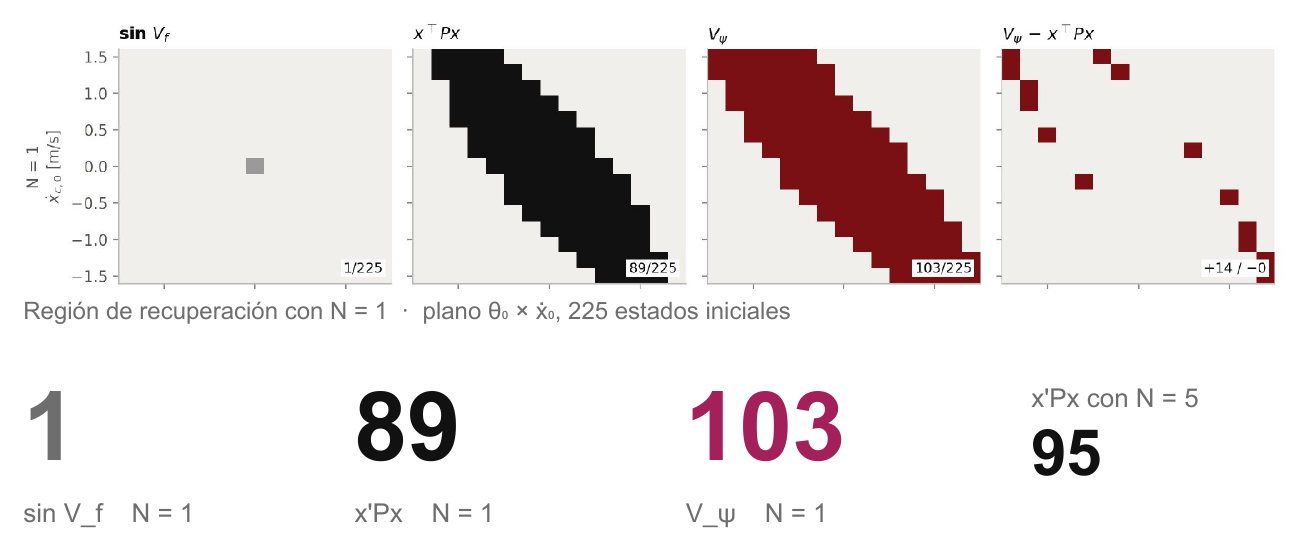 sin V_f
x⊤Px
V_ψ
V_ψ − x⊤Px
1.5
1.0
0.5
0.0
−0.5
−1.0
−1.5
N = 1
ẋ_c,0 [m/s]
1/225
89/225
103/225
+14 / −0
Región de recuperación con N = 1 · plano θ₀ × ẋ₀, 225 estados iniciales
1
89
103
x'Px con N = 5
95
sin V_f N = 1
x'Px N = 1
V_ψ N = 1